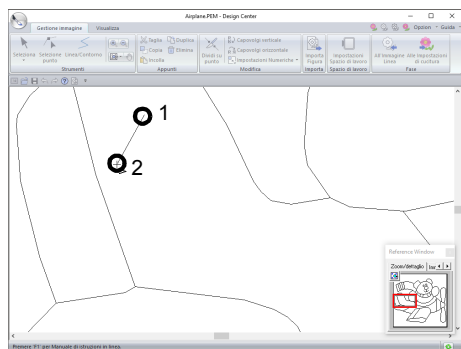 Airplane.PEM - Design Center
Gestione immagine Visualizza
Opzion Guida
Seleziona Selezione punto Linea/Contorno
Strumenti
Taglia Duplica
Copia Elimina
Incolla
Appunti
Dividi su punto
Capovolgi verticale
Capovolgi orizzontale
Impostazioni Numeriche
Modifica
Importa Figure
Importa
Impostazioni Spazio di lavoro
Spazio di lavoro
All'immagine Linea
Alle Impostazioni di cucitura
Fase
1
2
Reference Window
Zoom/dettaglio
Premere 'F1' per Manuale di istruzioni in linea.